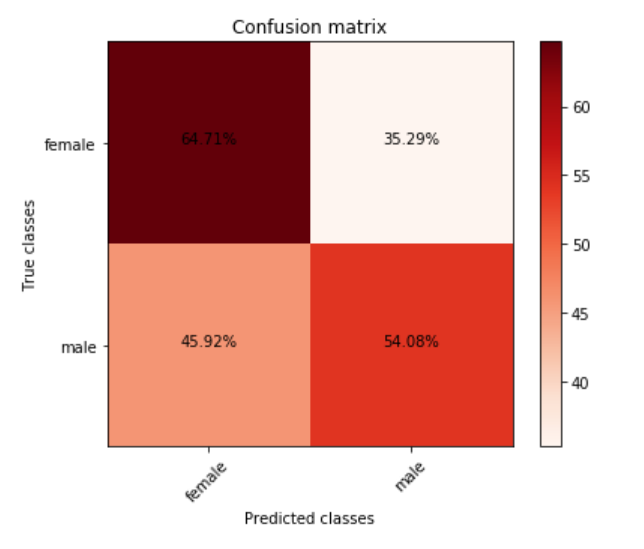 Confusion matrix
True classes
female
64.71%
35.29%
male
45.92%
54.08%
female
male
Predicted classes
60
55
50
45
40